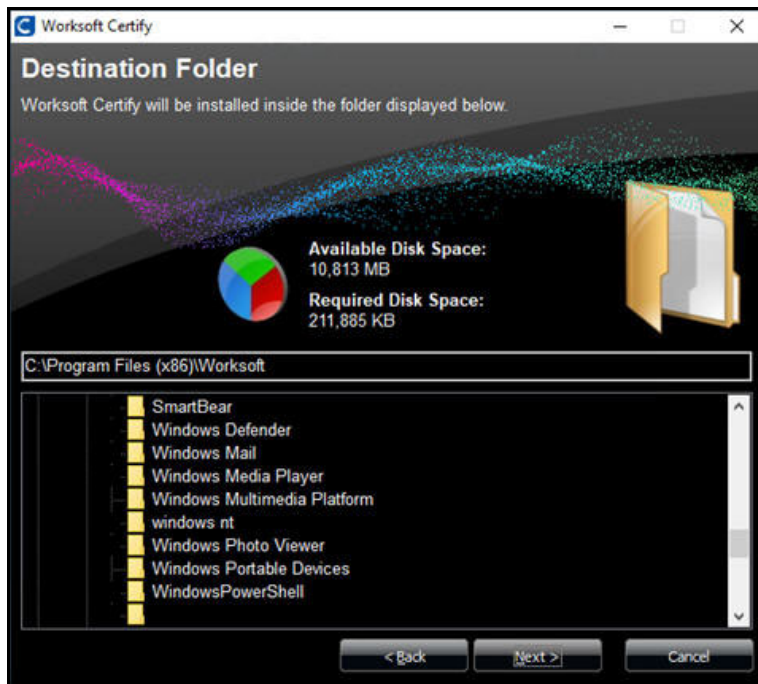 Worksoft Certify
Destination Folder
Worksoft Certify will be installed inside the folder displayed below.
Available Disk Space:
10,813 MB
Required Disk Space:
211,885 KB
C:\Program Files (x86)\Worksoft
SmartBear
Windows Defender
Windows Mail
Windows Media Player
Windows Multimedia Platform
windows nt
Windows Photo Viewer
Windows Portable Devices
WindowsPowerShell
< Back
Next >
Cancel